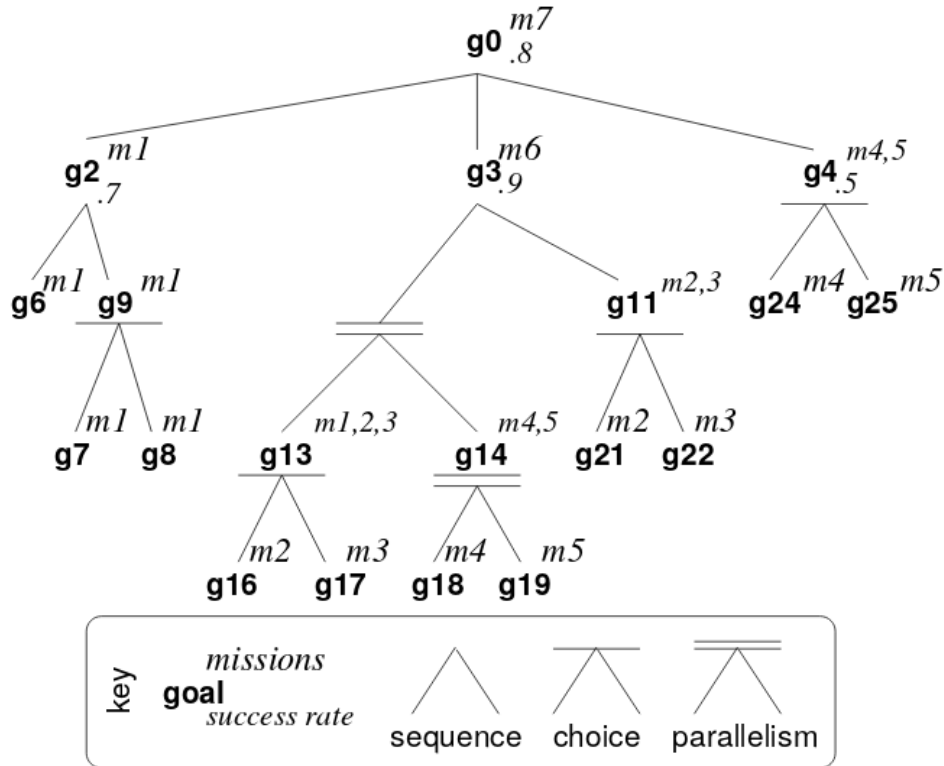 g0 m7 .8
g2 m1 .7
g3 m6 .9
g4 m4,5 .5
g6 m1
g9 m1
g11 m2,3
g24 m4
g25 m5
g7 m1
g8 m1
g13 m1,2,3
g14 m4,5
g21 m2
g22 m3
g16 m2
g17 m3
g18 m4
g19 m5
key
missions
goal
success rate
sequence
choice
parallelism